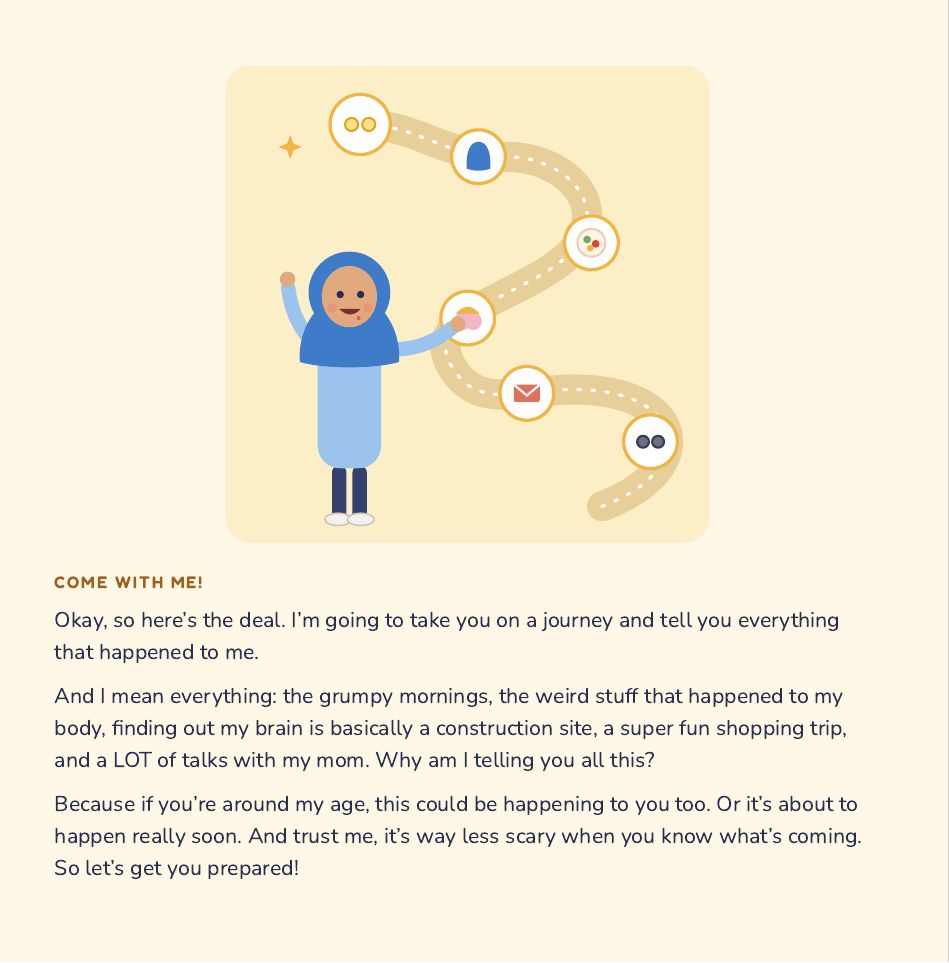 COME WITH ME!
Okay, so here’s the deal. I’m going to take you on a journey and tell you everything
that happened to me.
And I mean everything: the grumpy mornings, the weird stuff that happened to my
body, finding out my brain is basically a construction site, a super fun shopping trip,
and a LOT of talks with my mom. Why am I telling you all this?
Because if you’re around my age, this could be happening to you too. Or it’s about to
happen really soon. And trust me, it’s way less scary when you know what’s coming.
So let’s get you prepared!